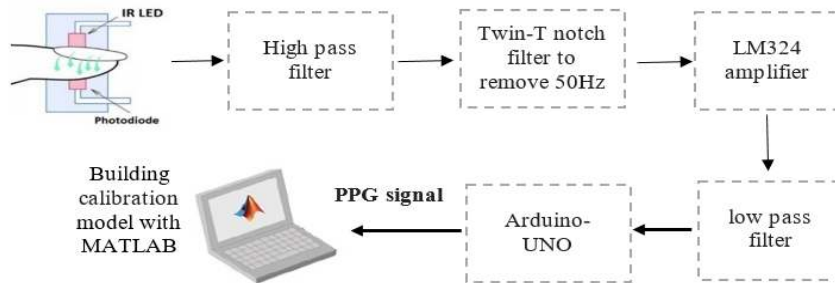 IR LED
Photodiode
High pass
filter
Twin-T notch
filter to
remove 50Hz
LM324
amplifier
low pass
filter
Arduino-
UNO
PPG signal
Building
calibration
model with
MATLAB